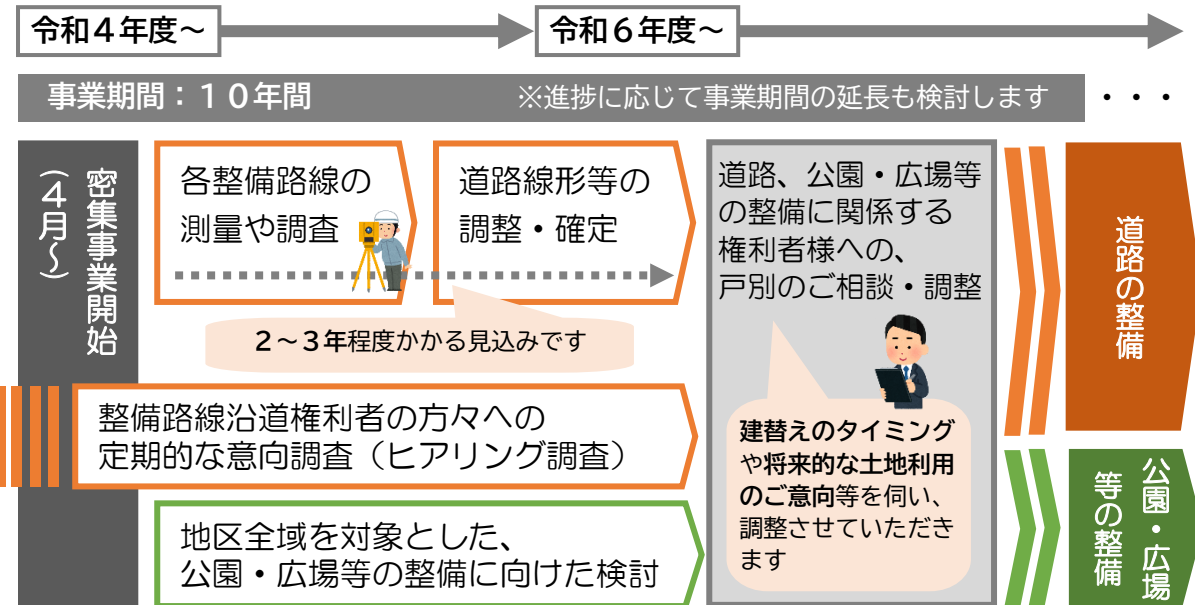 令和４年度～
令和６年度～
事業期間：１０年間
※進捗に応じて事業期間の延長も検討します
・・・
密集事業開始
（４月～）
各整備路線の
測量や調査
道路線形等の
調整・確定
２～３年程度かかる見込みです
整備路線沿道権利者の方々への
定期的な意向調査（ヒアリング調査）
地区全域を対象とした、
公園・広場等の整備に向けた検討
道路、公園・広場等
の整備に関係する
権利者様への、
戸別のご相談・調整
建替えのタイミング
や将来的な土地利用
のご意向等を伺い、
調整させていただき
ます
道路の整備
公園・広場
等の整備